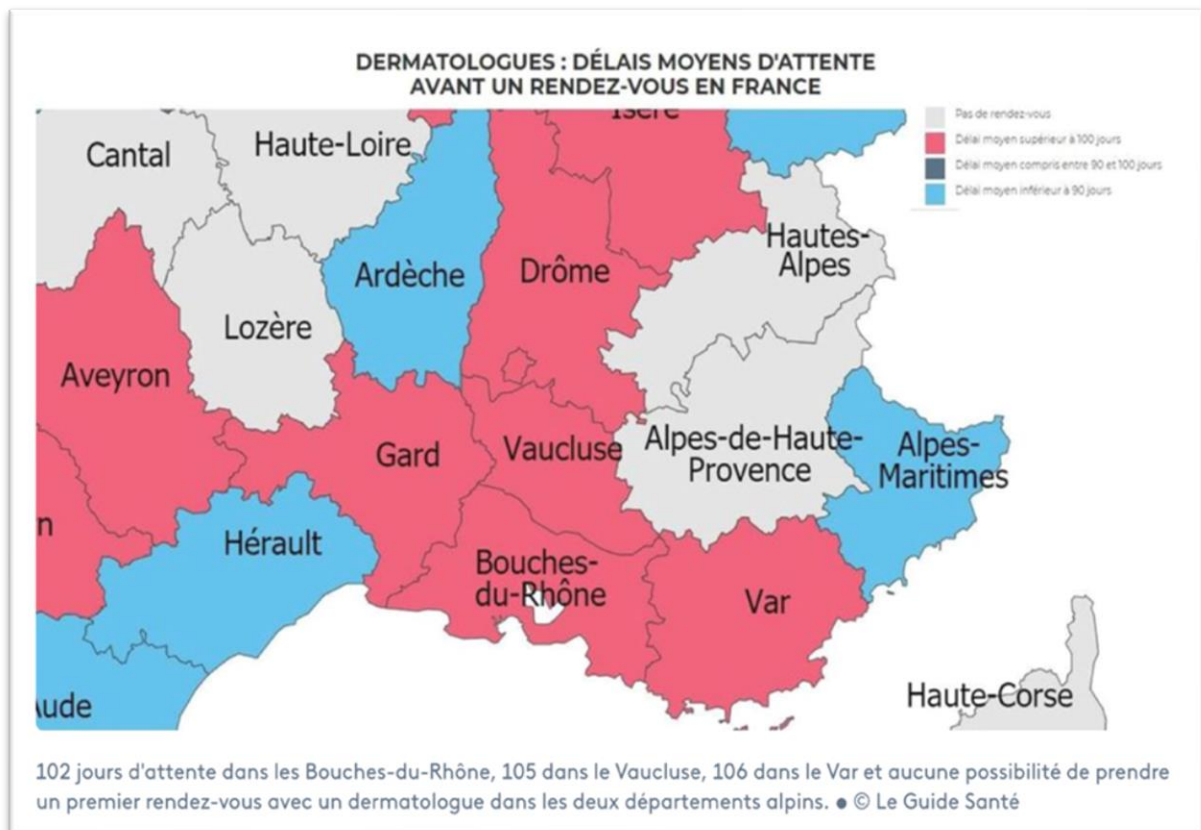 DERMATOLOGUES : DÉLAIS MOYENS D'ATTENTE
AVANT UN RENDEZ-VOUS EN FRANCE
Pas de rendez-vous
Délai moyen supérieur à 100 jours
Délai moyen compris entre 90 et 100 jours
Délai moyen inférieur à 90 jours
Isère
Cantal
Haute-Loire
Hautes-
Alpes
Ardèche
Drôme
Lozère
Aveyron
Gard
Vaucluse
Alpes-de-Haute-
Provence
Alpes-
Maritimes
n
Hérault
Bouches-
du-Rhône
Var
Aude
Haute-Corse
102 jours d'attente dans les Bouches-du-Rhône, 105 dans le Vaucluse, 106 dans le Var et aucune possibilité de prendre
un premier rendez-vous avec un dermatologue dans les deux départements alpins. • © Le Guide Santé